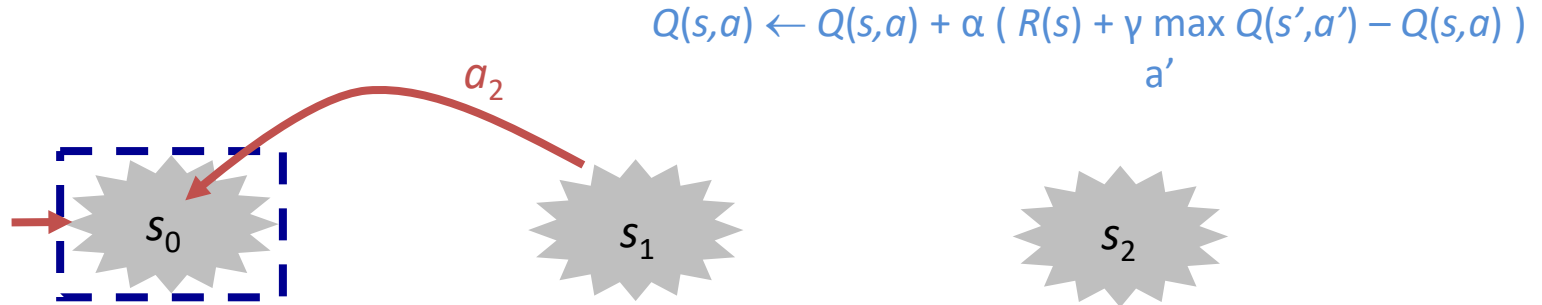 Q(s,a) ← Q(s,a) + α ( R(s) + γ max Q(s’,a’) – Q(s,a) )
a’
a₂
s₀
s₁
s₂